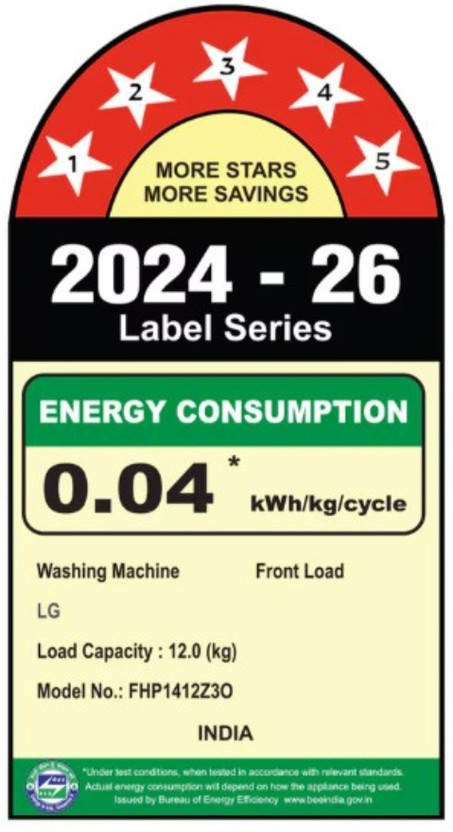 1 2 3 4 5
MORE STARS
MORE SAVINGS
2024 - 26
Label Series
ENERGY CONSUMPTION
0.04 * kWh/kg/cycle
Washing Machine Front Load
LG
Load Capacity : 12.0 (kg)
Model No.: FHP1412Z3O
INDIA
*Under test conditions, when tested in accordance with relevant standards.
Actual energy consumption will depend on how the appliance being used.
Issued by Bureau of Energy Efficiency www.beeindia.gov.in